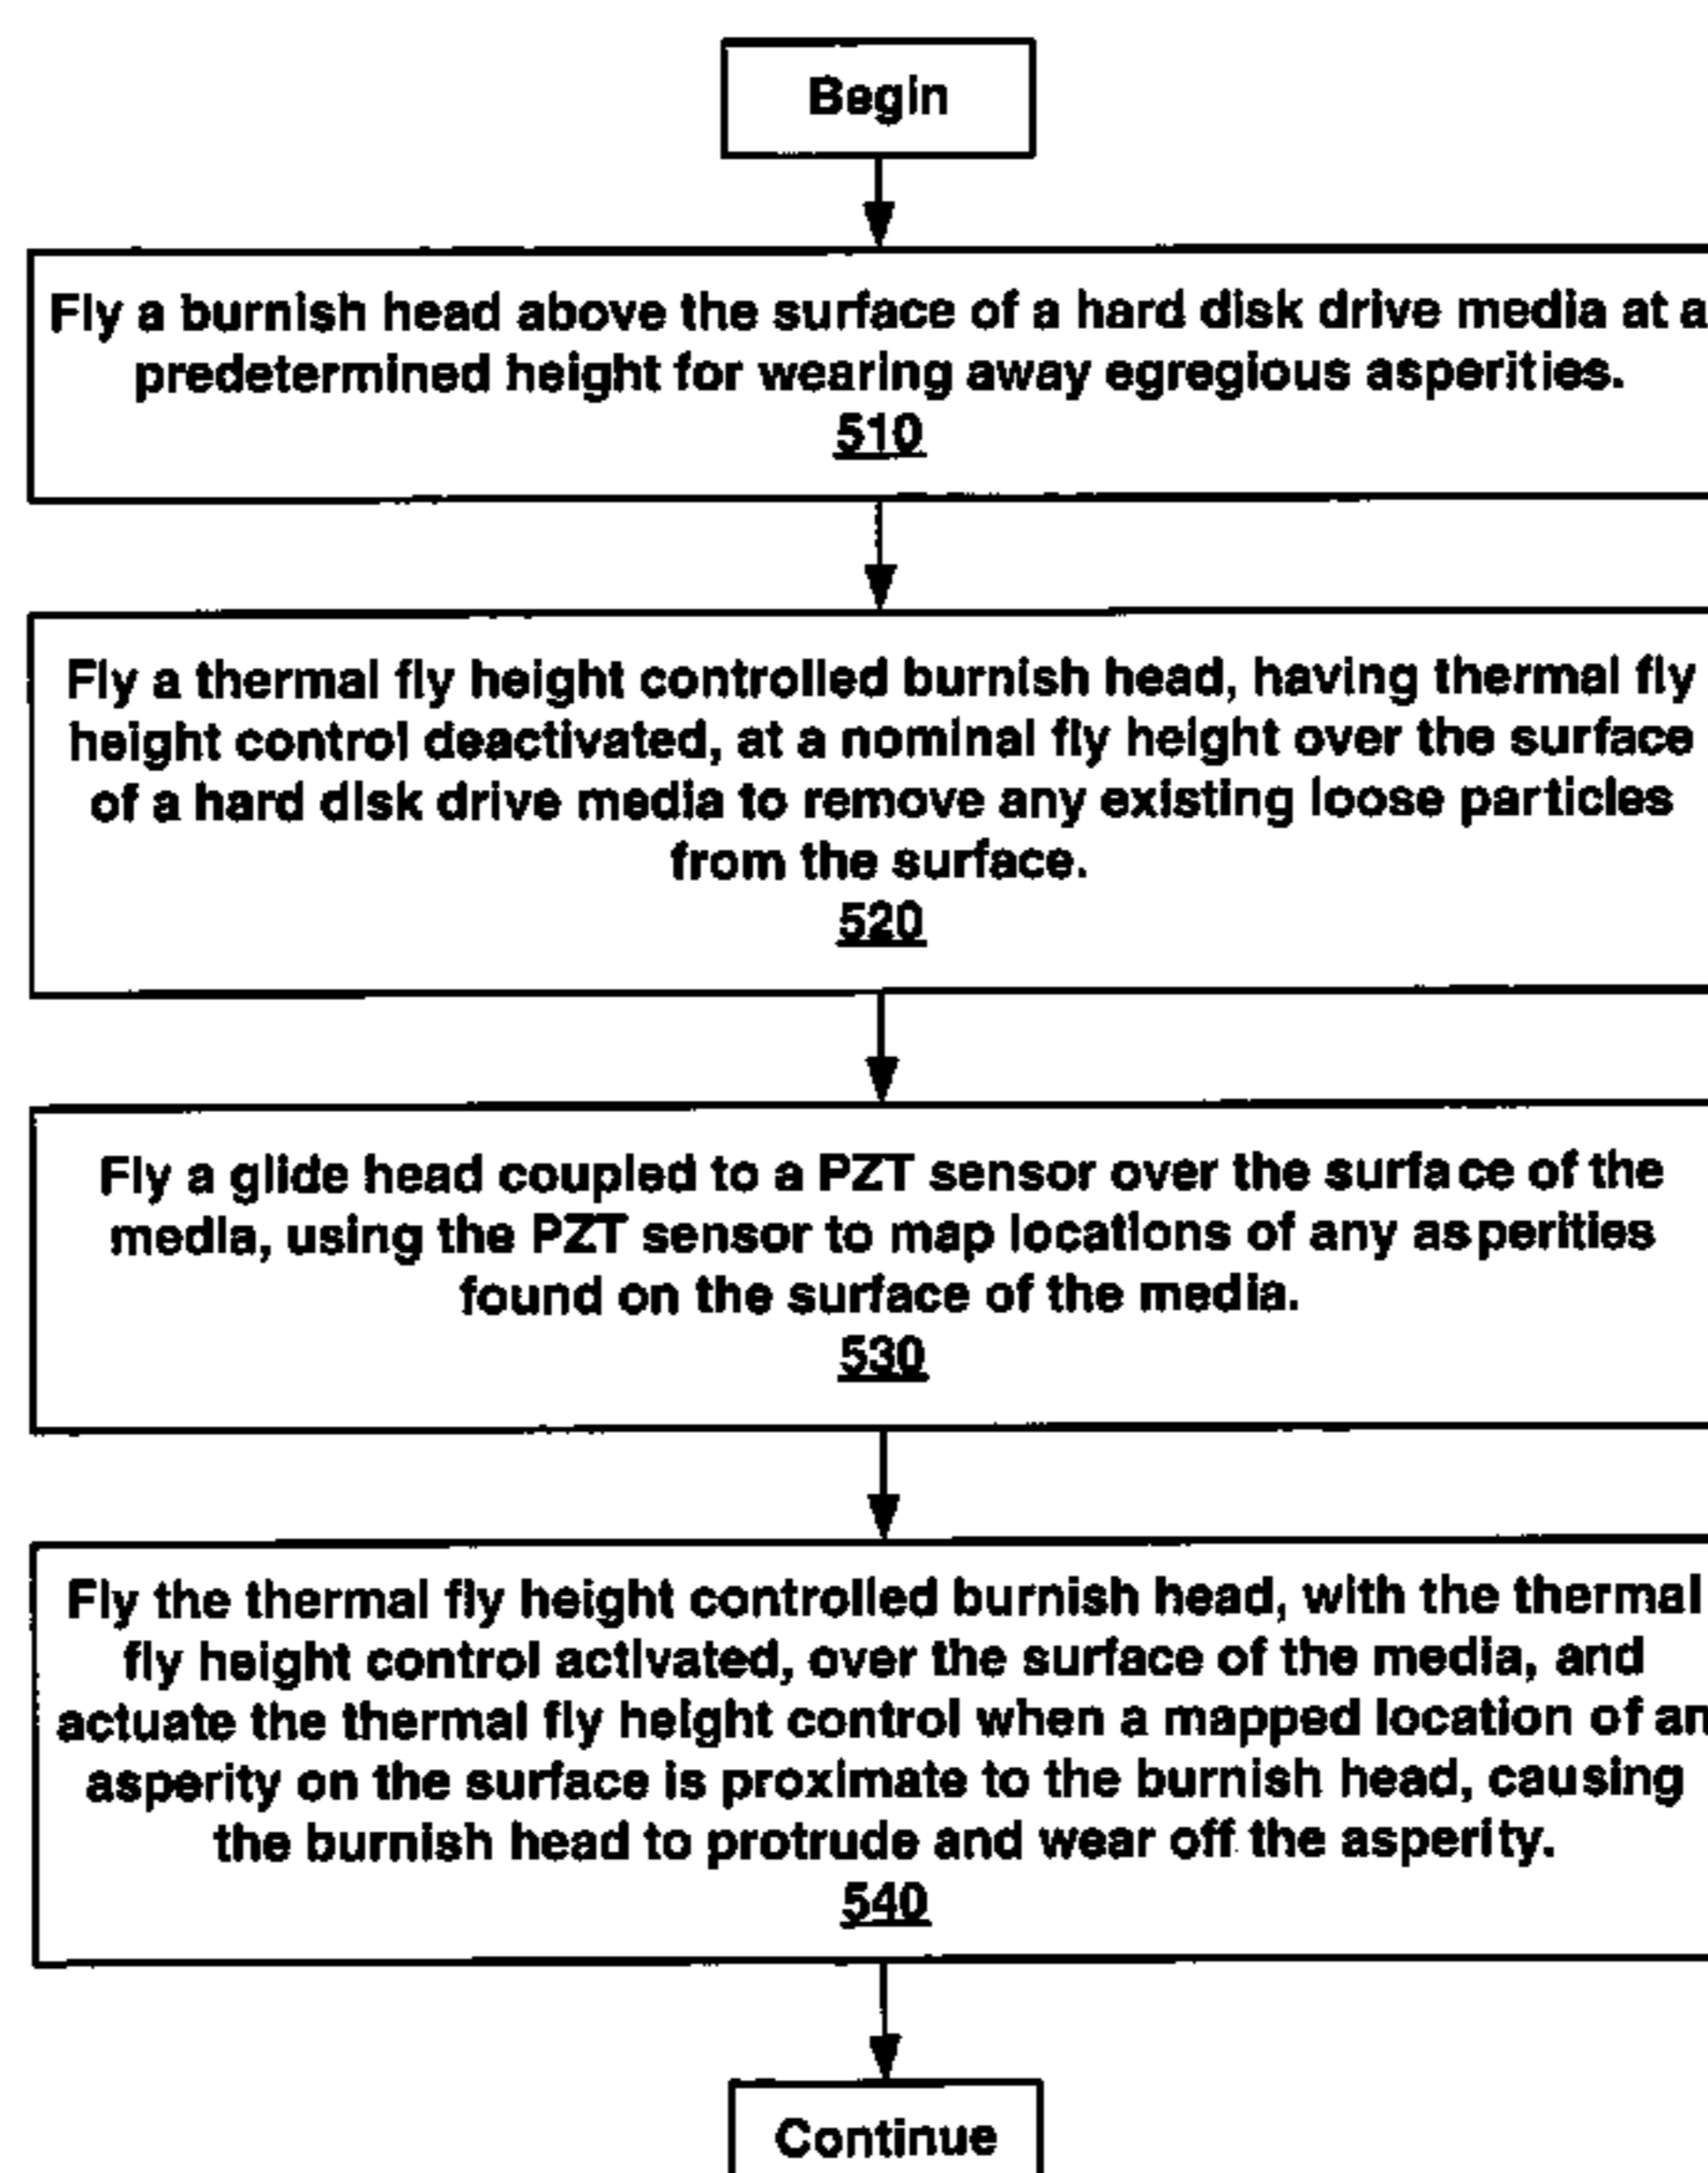 Begin
Fly a burnish head above the surface of a hard disk drive media at a
predetermined height for wearing away egregious asperities.
510
Fly a thermal fly height controlled burnish head, having thermal fly
height control deactivated, at a nominal fly height over the surface
of a hard disk drive media to remove any existing loose particles
from the surface.
520
Fly a glide head coupled to a PZT sensor over the surface of the
media, using the PZT sensor to map locations of any asperities
found on the surface of the media.
530
Fly the thermal fly height controlled burnish head, with the thermal
fly height control activated, over the surface of the media, and
actuate the thermal fly height control when a mapped location of an
asperity on the surface is proximate to the burnish head, causing
the burnish head to protrude and wear off the asperity.
540
Continue